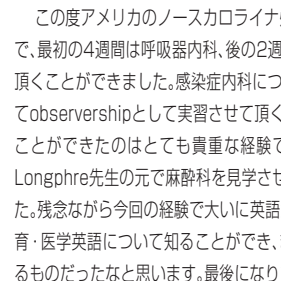 この度アメリカのノースカロライナ
で、最初の4週間は呼吸器内科、後の2週
頂くことができました。感染症内科につ
てobservershipとして実習させて頂く
ことができたのはとても貴重な経験で
Longphre先生の元で麻酔科を見学させ
た。残念ながら今回の経験で大いに英語
育・医学英語について知ることができ、
るものだったなと思います。最後になり